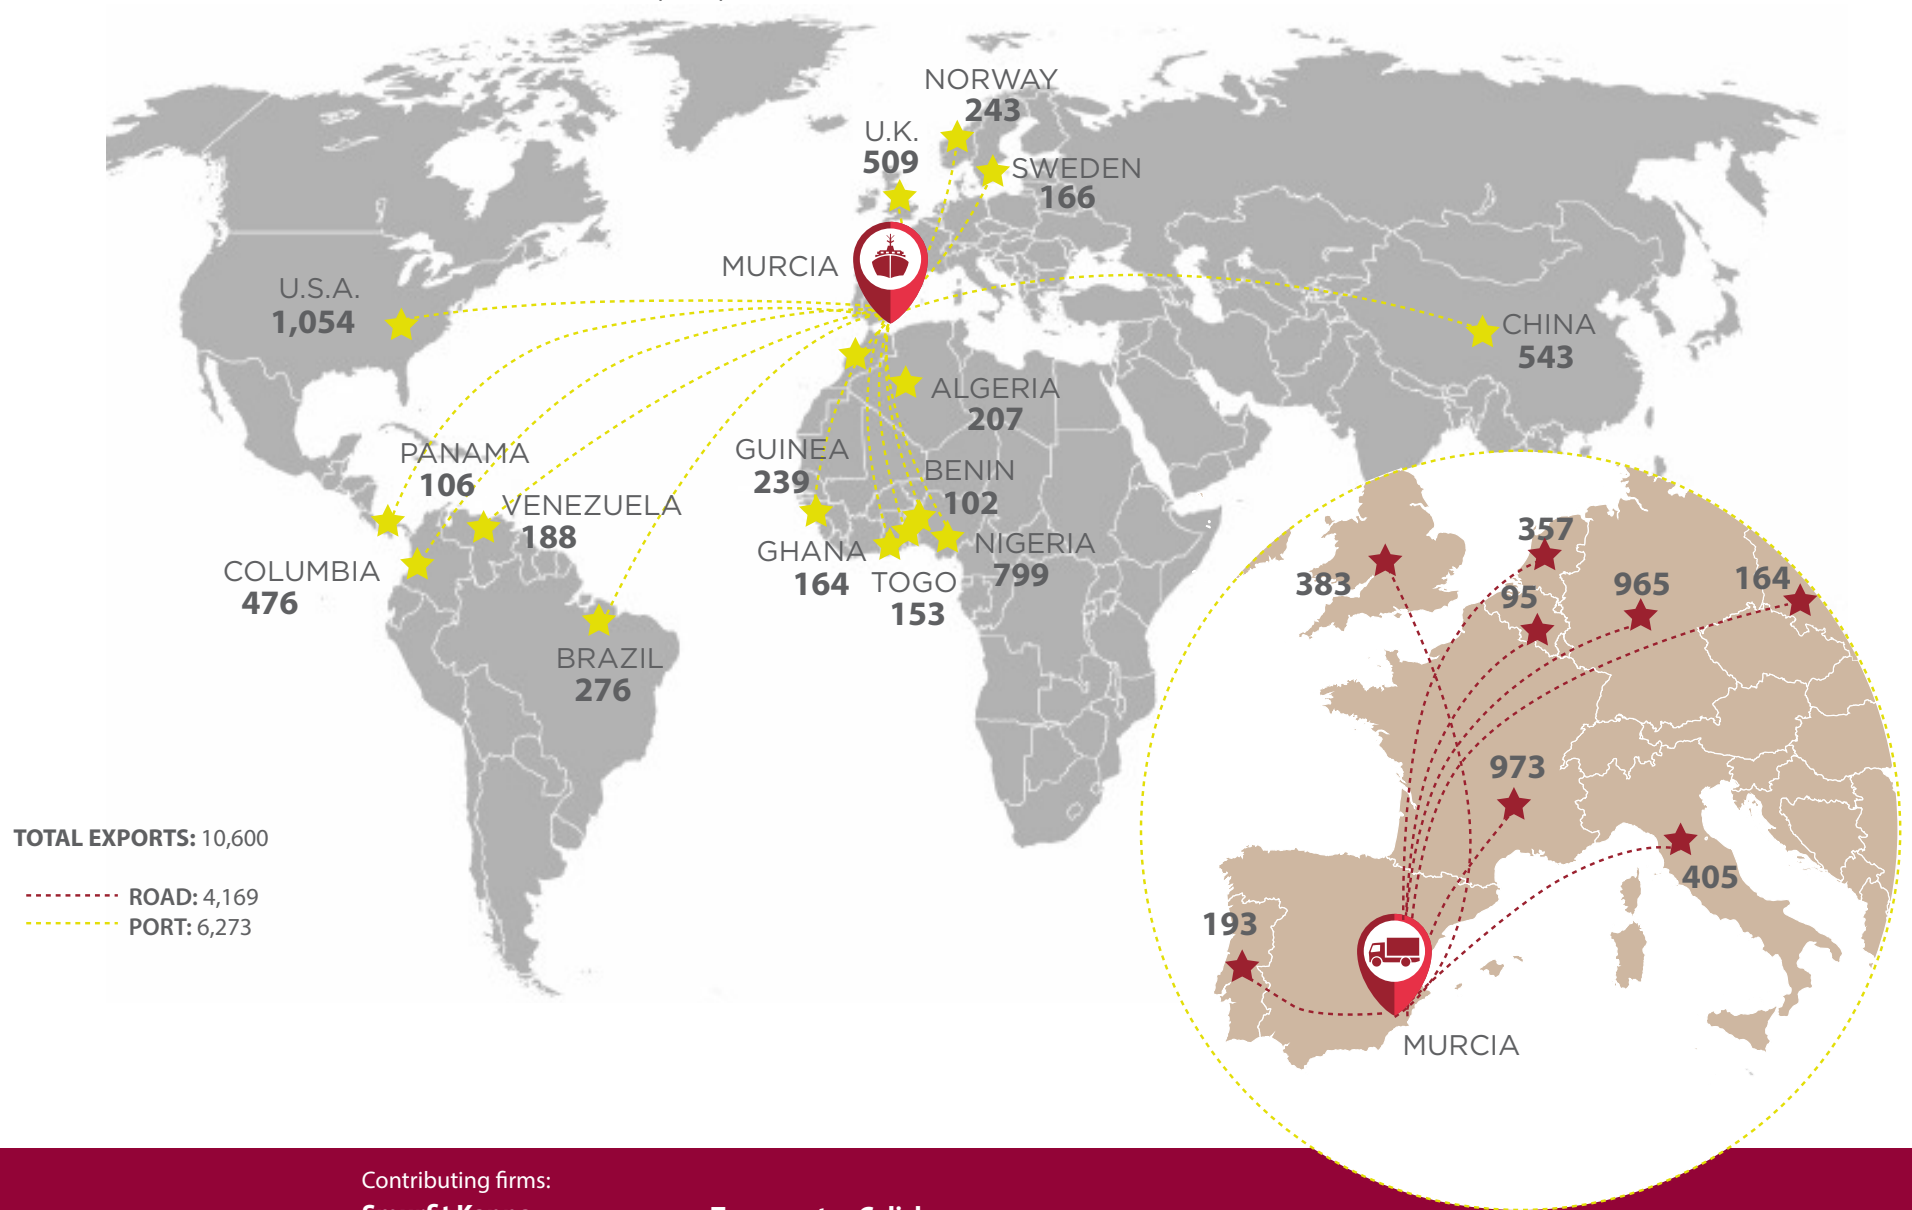 NORWAY
243
U.K.
509
SWEDEN
166
MURCIA
U.S.A.
1,054
CHINA
543
ALGERIA
207
GUINEA
239
BENIN
102
PANAMA
106
VENEZUELA
188
GHANA
164
TOGO
153
NIGERIA
799
COLUMBIA
476
BRAZIL
276
357
383
95
965
164
973
405
193
MURCIA
TOTAL EXPORTS: 10,600
ROAD: 4,169
PORT: 6,273
Contributing firms: